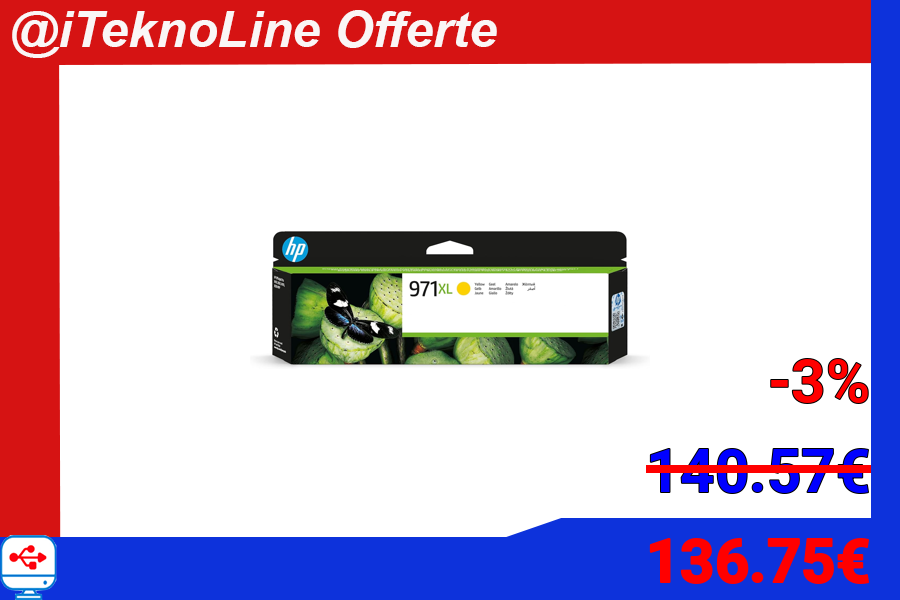 @iTeknoLine Offerte
hp
971XL
-3%
140.57€
136.75€